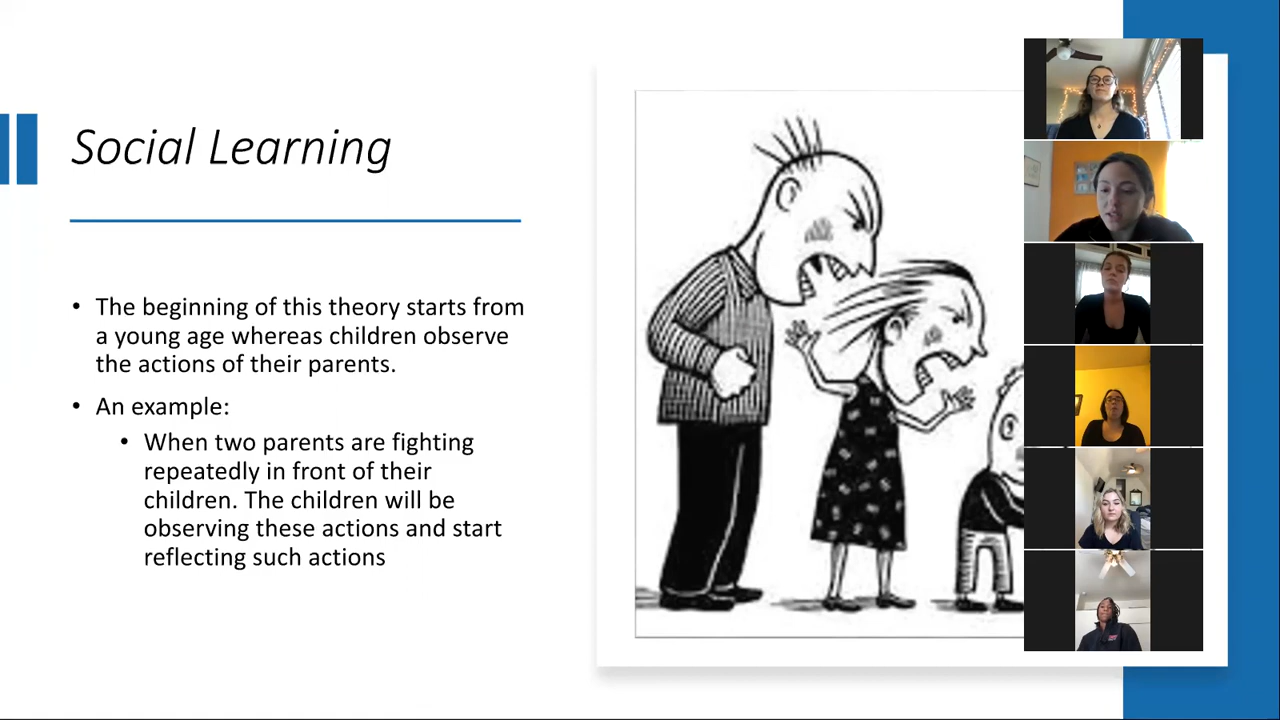 Social Learning
• The beginning of this theory starts from
a young age whereas children observe
the actions of their parents.
• An example:
• When two parents are fighting
repeatedly in front of their
children. The children will be
observing these actions and start
reflecting such actions